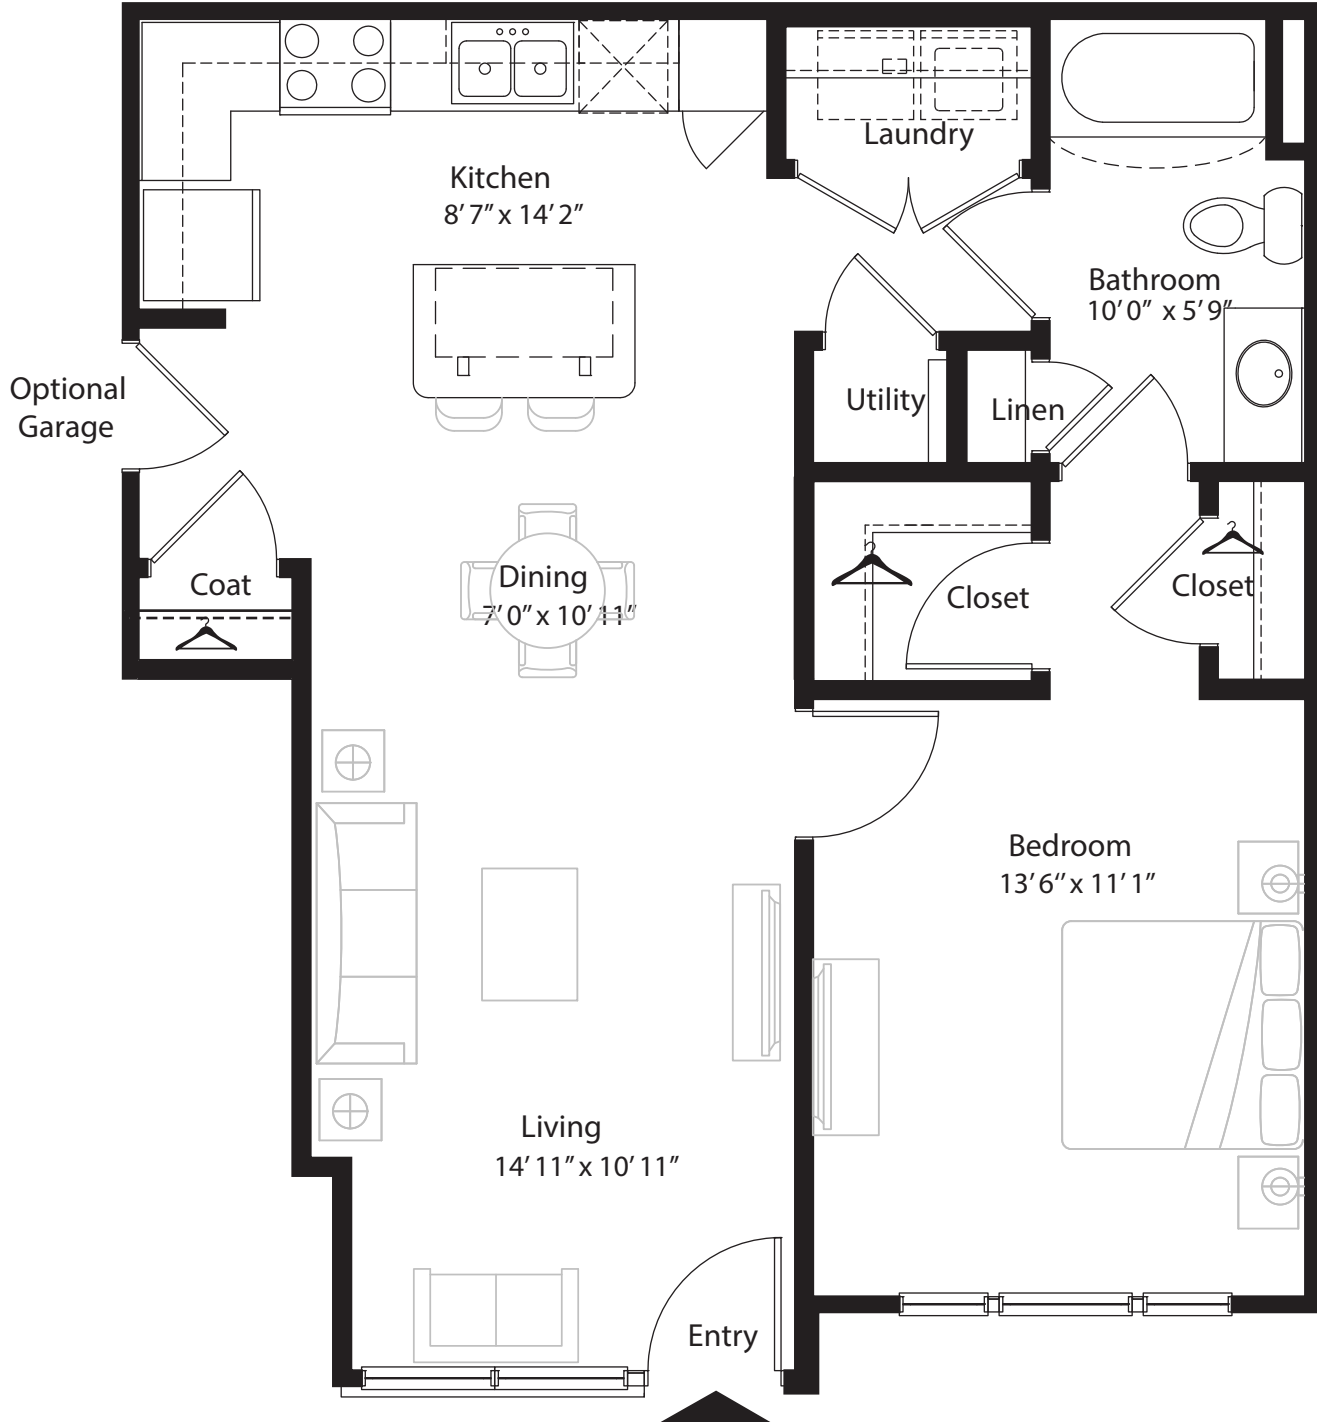 Laundry
Kitchen
8’ 7” x 14’ 2”
Bathroom
10’ 0” x 5’ 9”
Optional
Garage
Utility
Linen
Coat
Dining
7’ 0” x 10’ 11”
Closet
Closet
Bedroom
13’ 6’’ x 11’ 1”
Living
14’ 11” x 10’ 11”
Entry